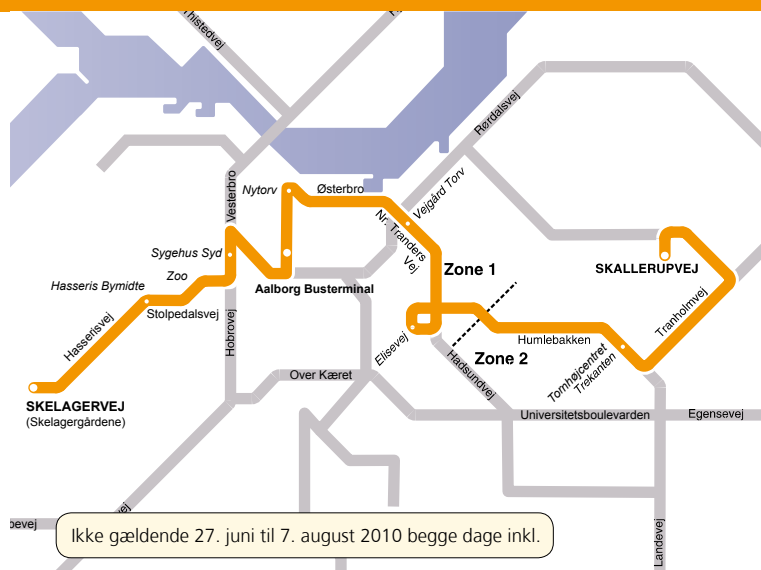 Thistedvej
Rørdalsvej
Vesterbro
Nytorv
Østerbro
Vejgård Torv
Nr. Tranders
Vej
Sygehus Syd
Zoo
Hasseris Bymidte
Stolpedalsvej
Aalborg Busterminal
Zone 1
SKALLERUPVEJ
Hasserisvej
Hobrovej
Elisevej
Hadsundvej
Zone 2
Humlebakken
Tranholmvej
Tornhøjcentret
Trekanten
Over Kæret
SKELAGERVEJ
(Skelagergårdene)
Universitetsboulevarden
Egensevej
Landevej
Ikke gældende 27. juni til 7. august 2010 begge dage inkl.